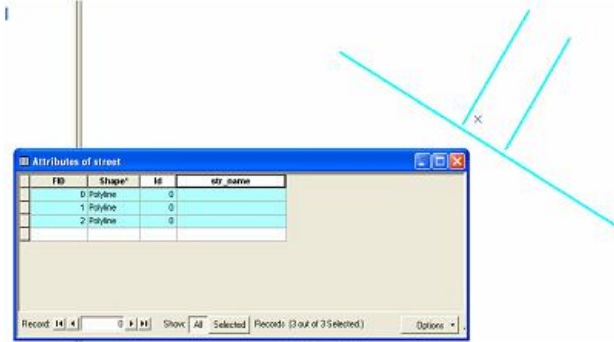 Attributes of street
FID Shape* Id str_name
0 Polyline 0
1 Polyline 0
2 Polyline 0
Record: 0 Show: All Selected Records (3 out of 3 Selected.) Options